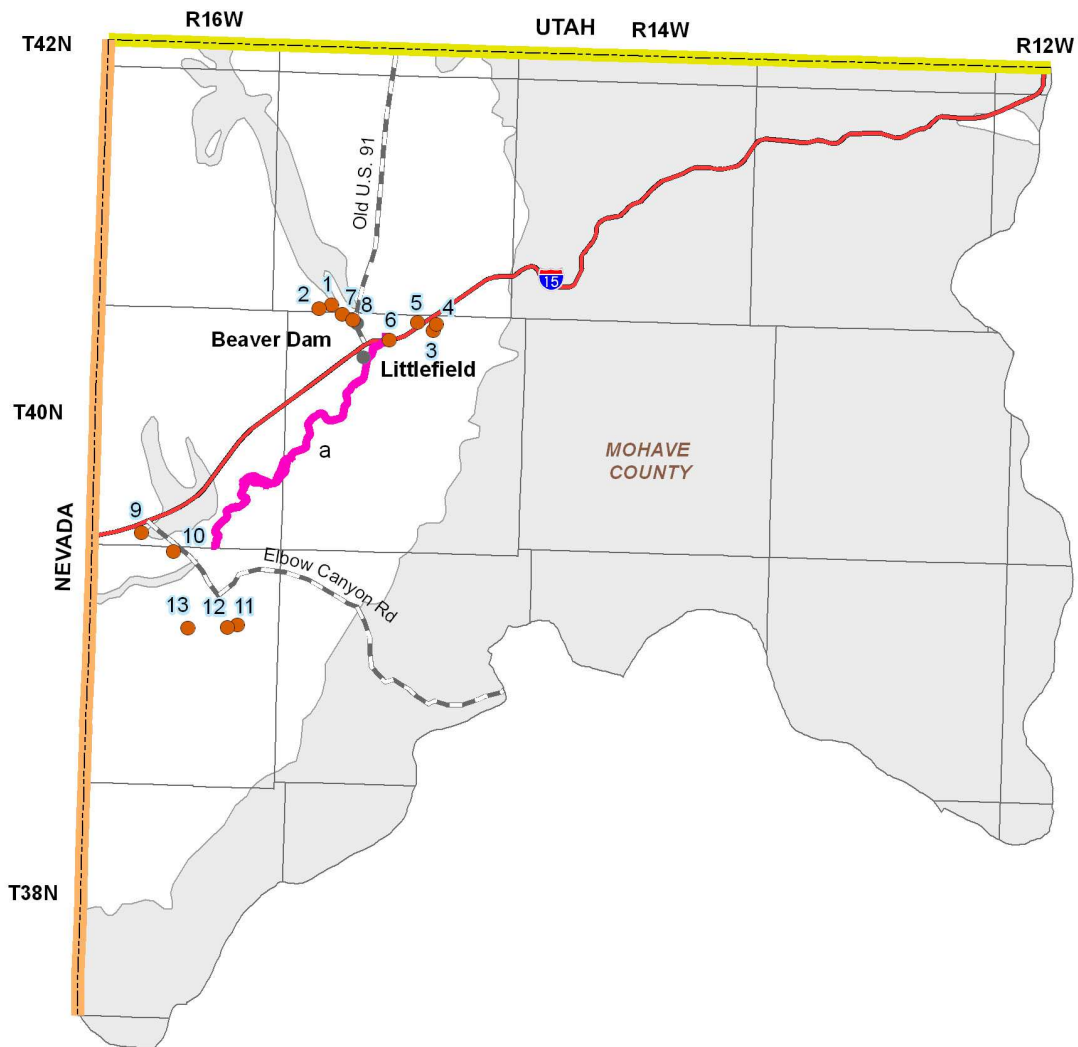 R16W
UTAH
R14W
T42N
R12W
Old U.S. 91
15
1
2
7
8
5
4
6
3
Beaver Dam
Littlefield
T40N
a
MOHAVE
COUNTY
9
10
NEVADA
Elbow Canyon Rd
13
12
11
T38N